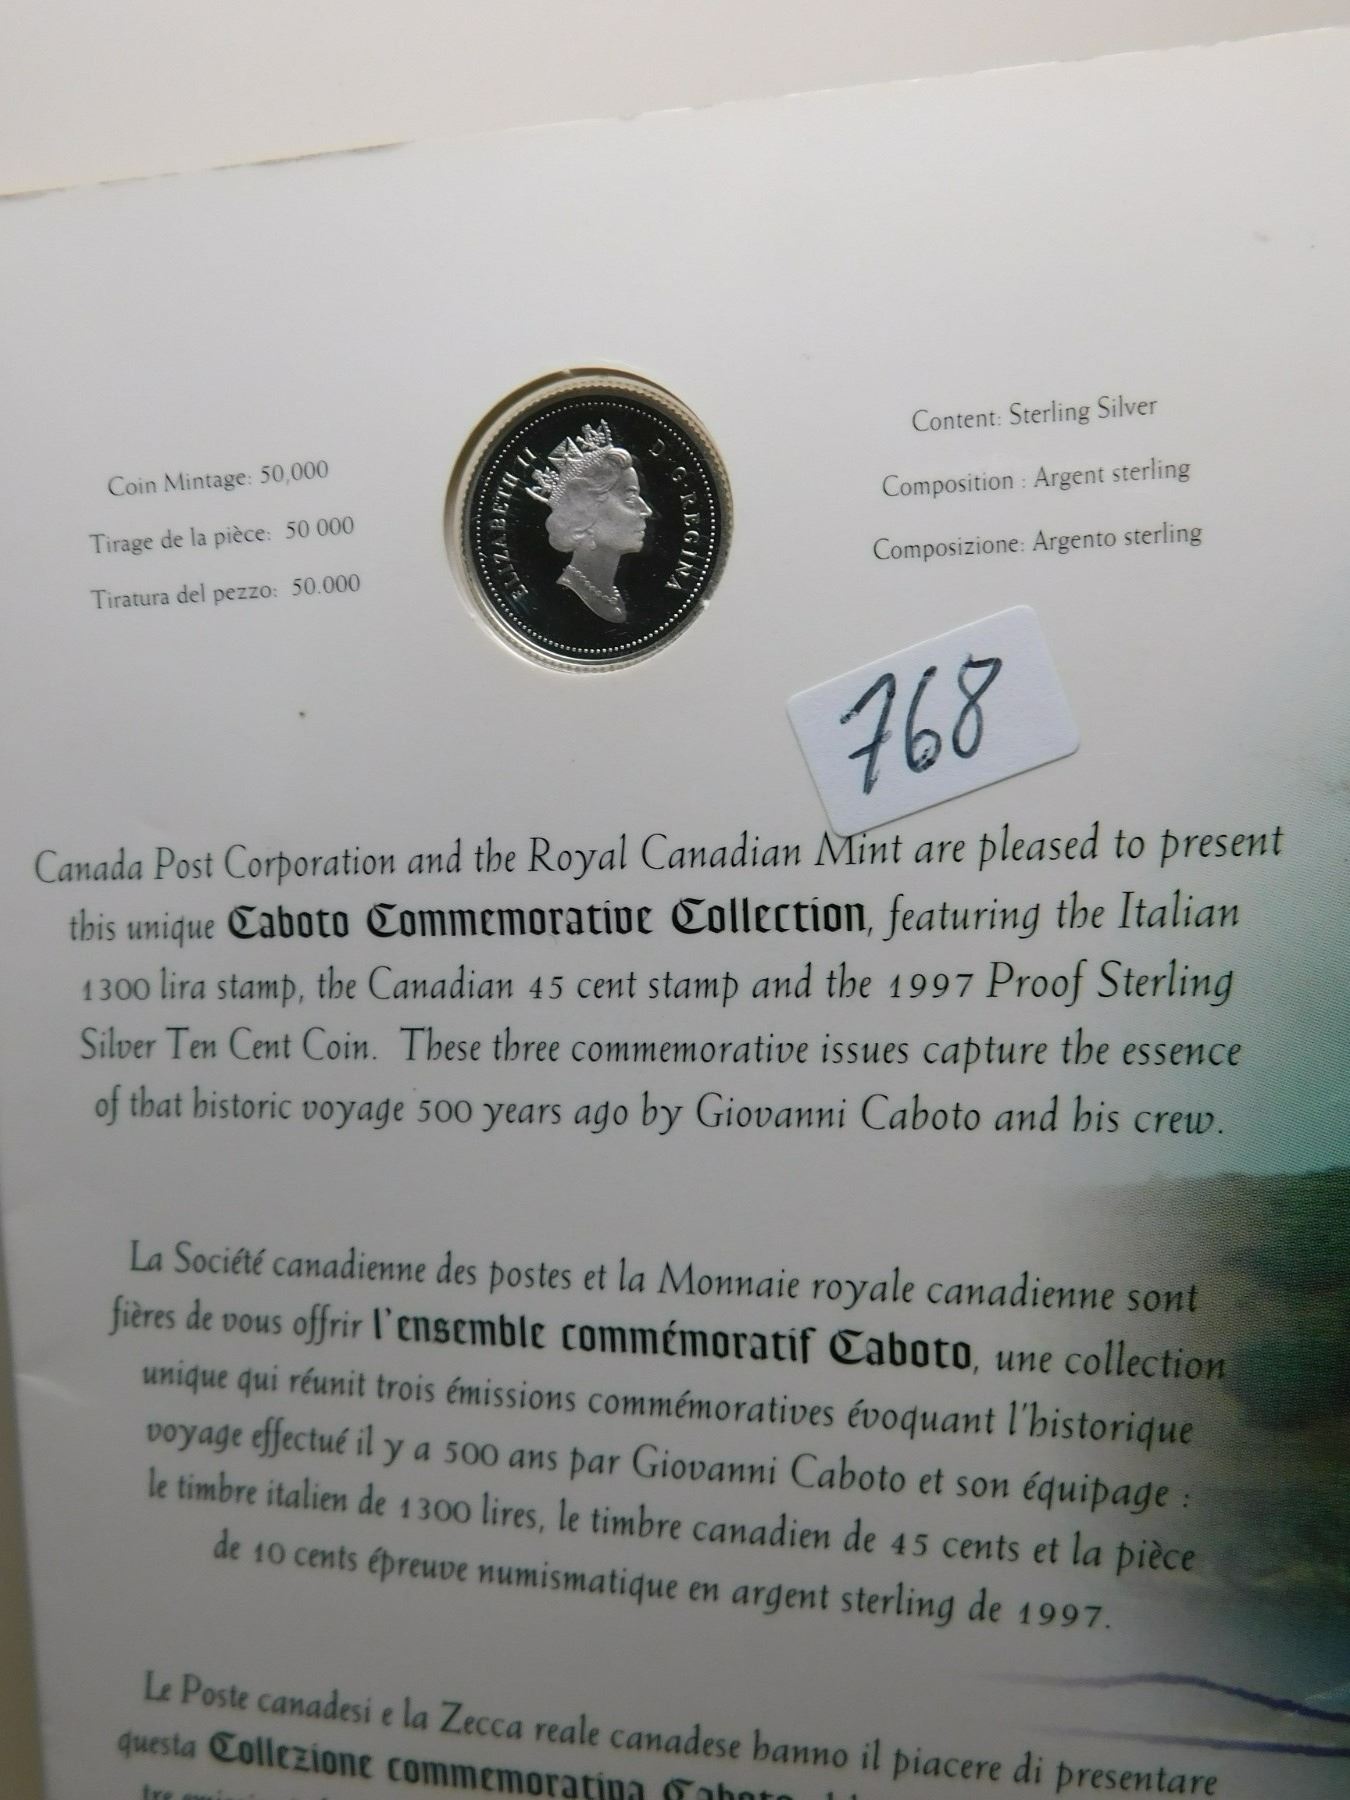 Coin Mintage: 50,000
Tirage de la pièce: 50 000
Tiratura del pezzo: 50.000
ELIZABETH II D·G·REGINA
Content: Sterling Silver
Composition : Argent sterling
Composizione: Argento sterling
768
Canada Post Corporation and the Royal Canadian Mint are pleased to present
this unique Caboto Commemorative Collection, featuring the Italian
1300 lira stamp, the Canadian 45 cent stamp and the 1997 Proof Sterling
Silver Ten Cent Coin. These three commemorative issues capture the essence
of that historic voyage 500 years ago by Giovanni Caboto and his crew.
La Société canadienne des postes et la Monnaie royale canadienne sont
fières de vous offrir l'ensemble commémoratif Caboto, une collection
unique qui réunit trois émissions commémoratives évoquant l'historique
voyage effectué il y a 500 ans par Giovanni Caboto et son équipage :
le timbre italien de 1300 lires, le timbre canadien de 45 cents et la pièce
de 10 cents épreuve numismatique en argent sterling de 1997.
Le Poste canadesi e la Zecca reale canadese hanno il piacere di presentare
questa Collezione commemorativa Caboto